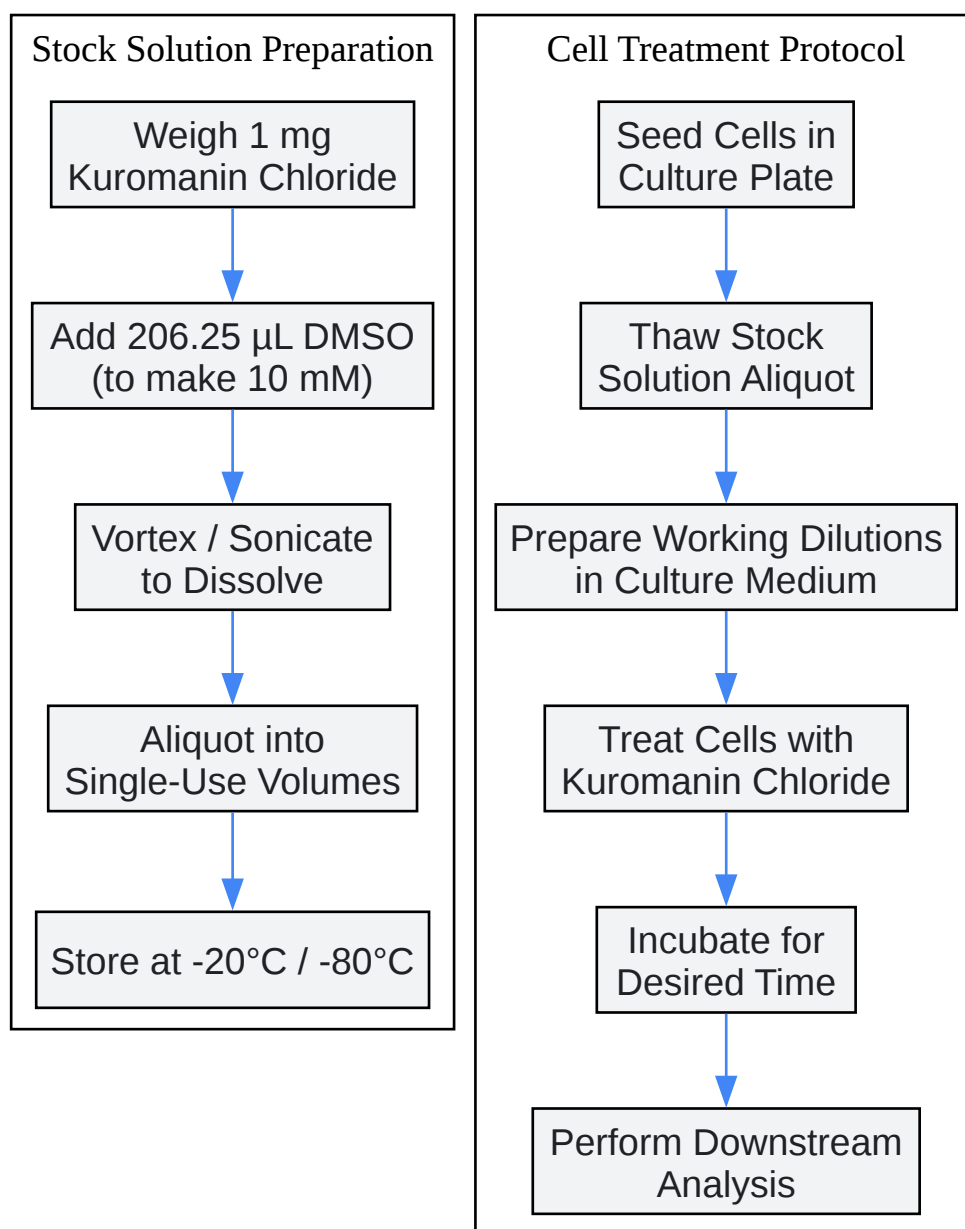 Stock Solution Preparation
Weigh 1 mg
Kuromanin Chloride
Add 206.25 µL DMSO
(to make 10 mM)
Vortex / Sonicate
to Dissolve
Aliquot into
Single-Use Volumes
Store at -20°C / -80°C
Cell Treatment Protocol
Seed Cells in
Culture Plate
Thaw Stock
Solution Aliquot
Prepare Working Dilutions
in Culture Medium
Treat Cells with
Kuromanin Chloride
Incubate for
Desired Time
Perform Downstream
Analysis